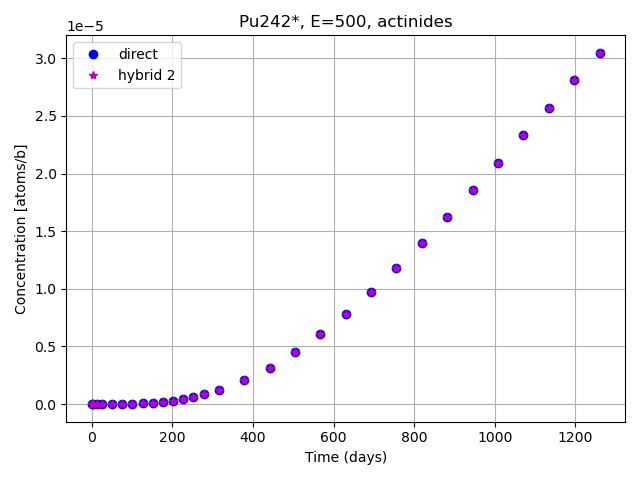 Pu242*, E=500, actinides
1e−5
direct
hybrid 2
3.0
2.5
2.0
1.5
1.0
0.5
0.0
Concentration [atoms/b]
0
200
400
600
800
1000
1200
Time (days)